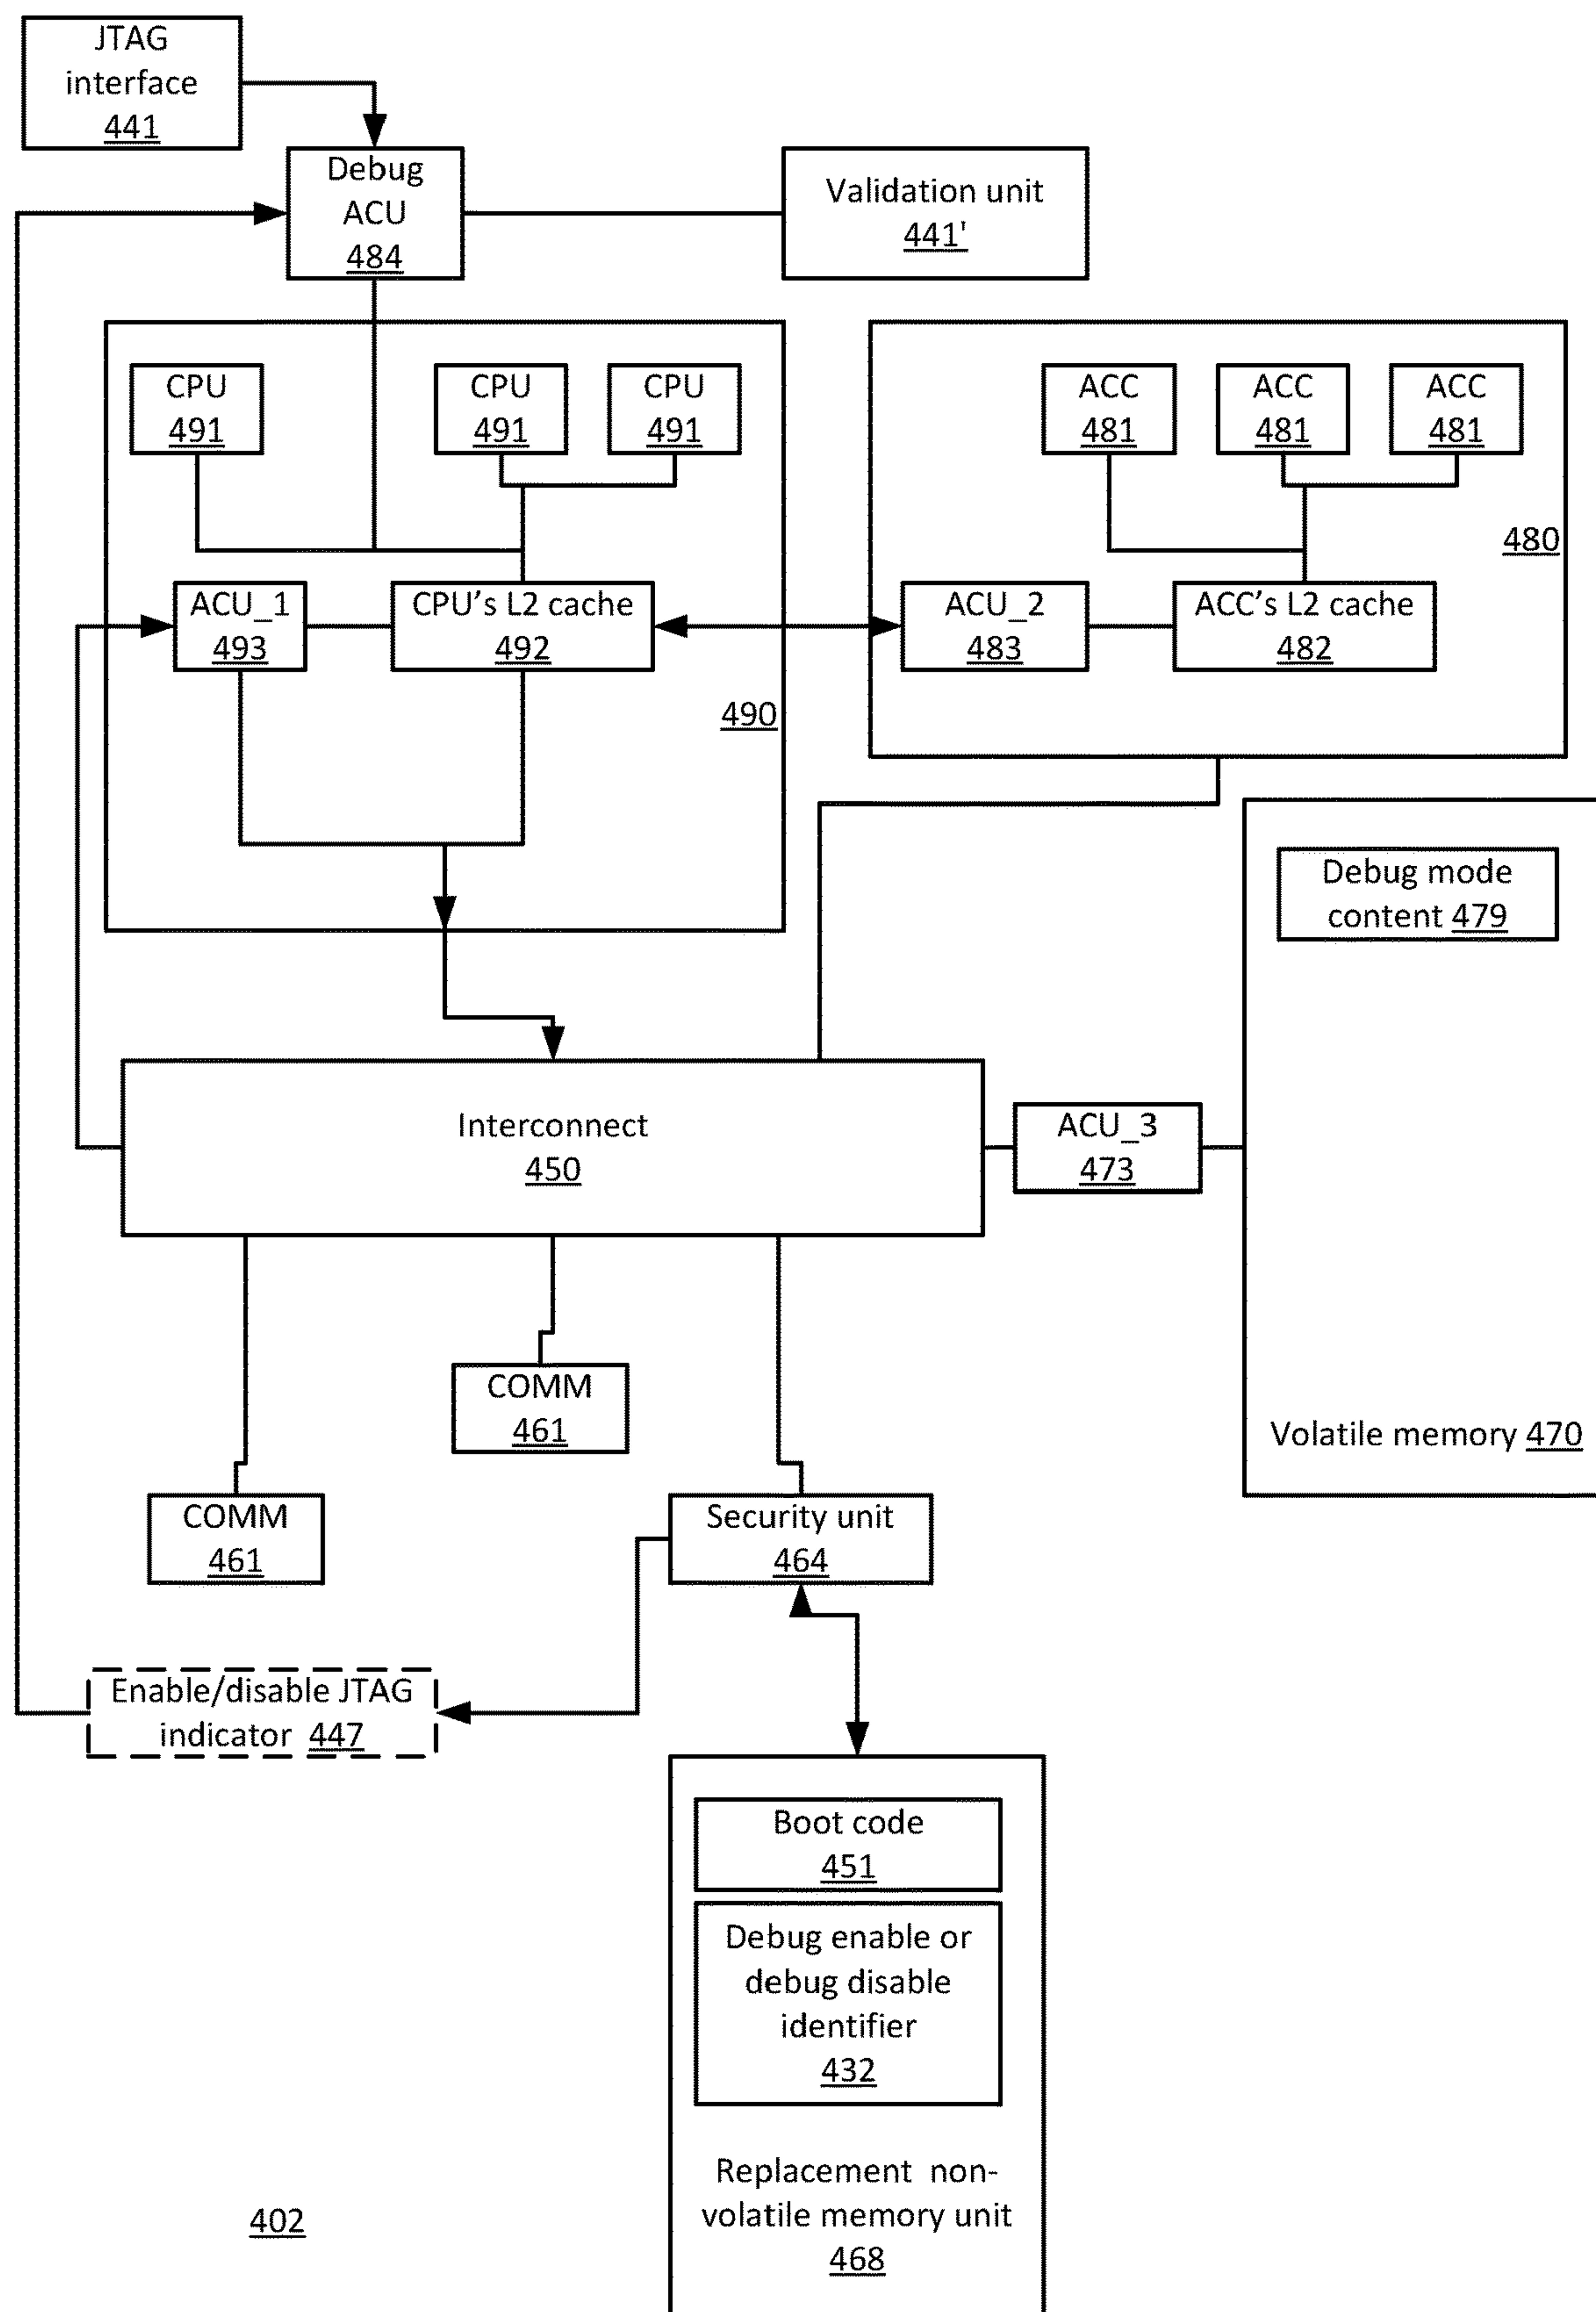 JTAG
interface
441
Debug
ACU
484
Validation unit
441'
CPU
491
CPU
491
CPU
491
ACC
481
ACC
481
ACC
481
480
ACU_1
493
CPU's L2 cache
492
ACU_2
483
ACC's L2 cache
482
490
Debug mode
content 479
Interconnect
450
ACU_3
473
COMM
461
Volatile memory 470
COMM
461
Security unit
464
Enable/disable JTAG
indicator 447
Boot code
451
Debug enable or
debug disable
identifier
432
Replacement non-
volatile memory unit
468
402